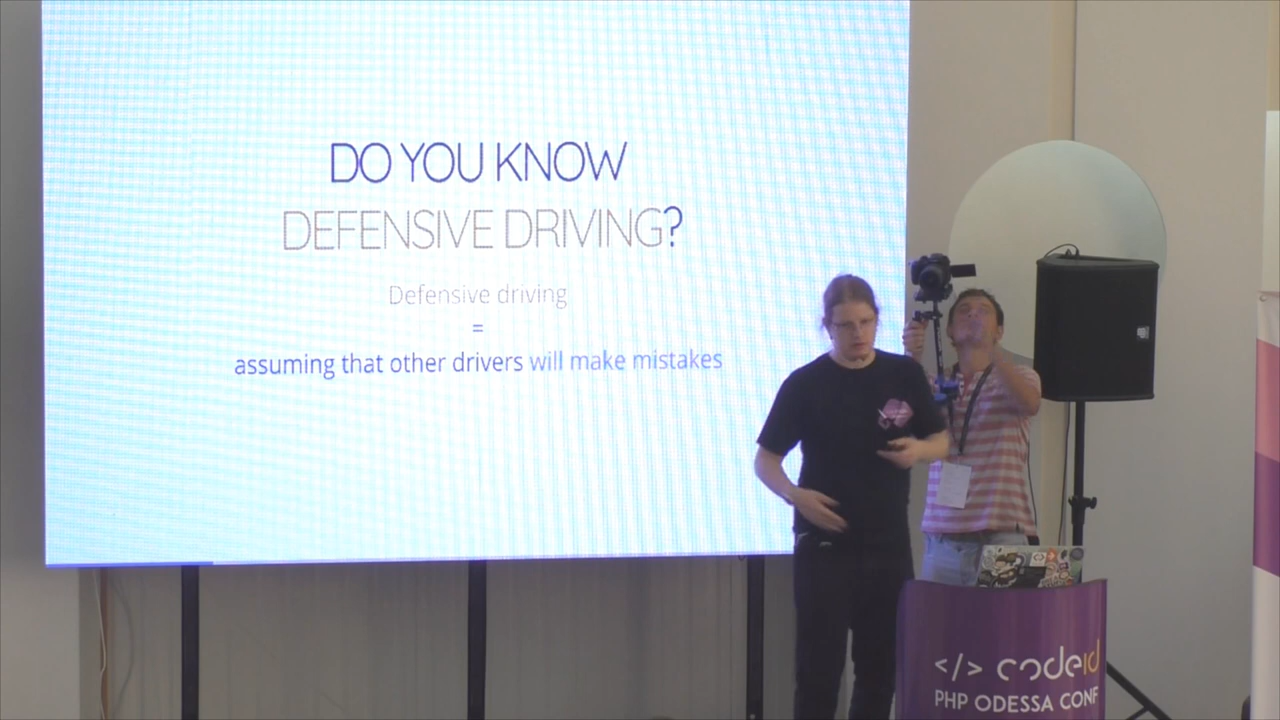 DO YOU KNOW
DEFENSIVE DRIVING?
Defensive driving
=
assuming that other drivers will make mistakes
</> codeid
PHP ODESSA CONF